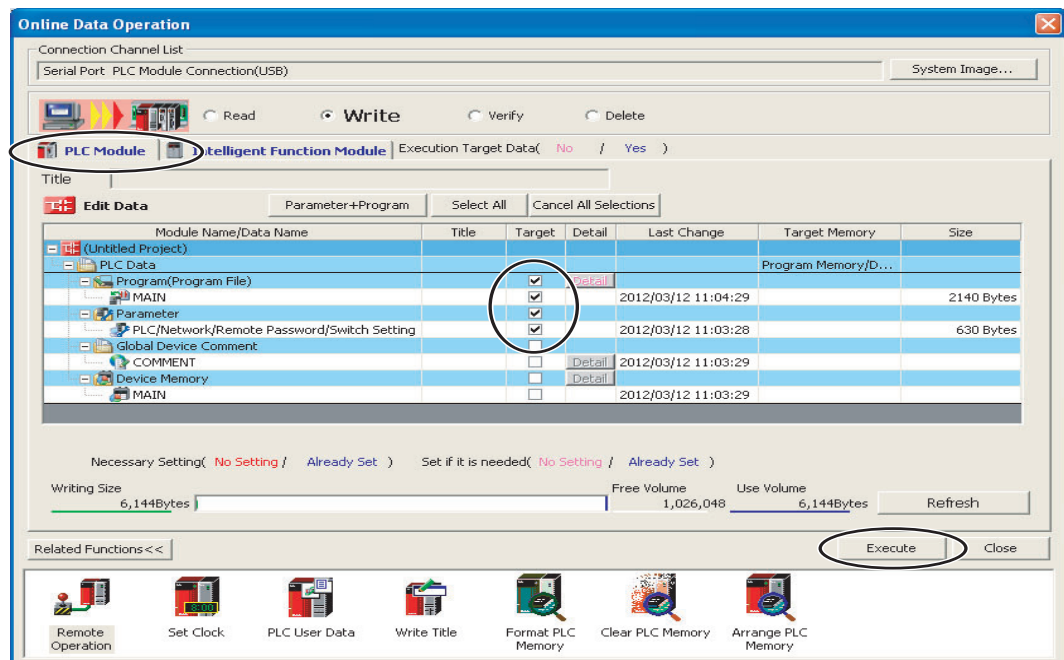 Online Data Operation
Connection Channel List
Serial Port PLC Module Connection(USB)
System Image...
Read Write Verify Delete
PLC Module Intelligent Function Module Execution Target Data( No / Yes )
Title
Edit Data Parameter+Program Select All Cancel All Selections
Module Name/Data Name Title Target Detail Last Change Target Memory Size
(Untitled Project)
PLC Data Program Memory/D...
Program(Program File) Detail
MAIN 2012/03/12 11:04:29 2140 Bytes
Parameter
PLC/Network/Remote Password/Switch Setting 2012/03/12 11:03:28 630 Bytes
Global Device Comment
COMMENT Detail 2012/03/12 11:03:29
Device Memory Detail
MAIN 2012/03/12 11:03:29
Necessary Setting( No Setting / Already Set ) Set if it is needed( No Setting / Already Set )
Writing Size Free Volume Use Volume
6,144Bytes 1,026,048 6,144Bytes Refresh
Related Functions<< Execute Close
8:00
Remote Operation
Set Clock
PLC User Data
Write Title
Format PLC Memory
Clear PLC Memory
Arrange PLC Memory